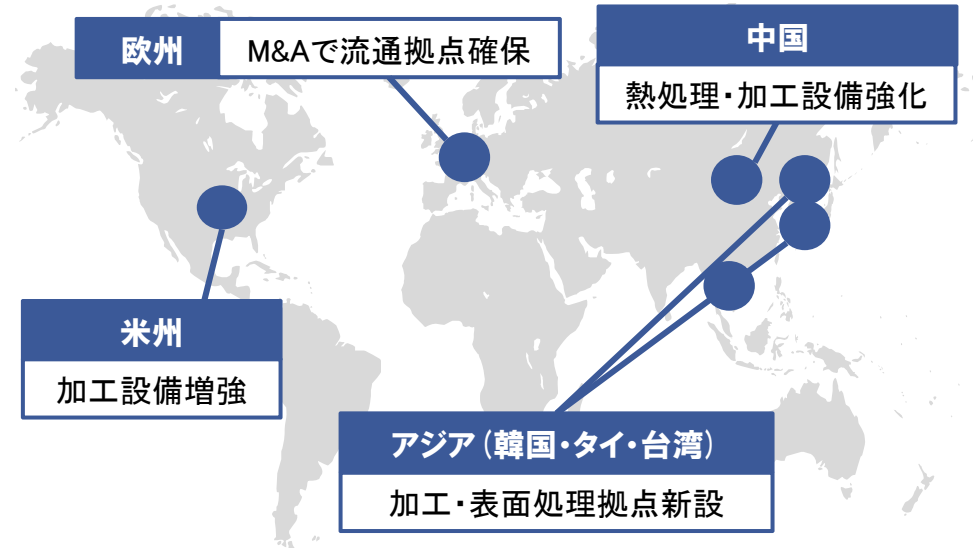 欧州 M&Aで流通拠点確保
中国
熱処理・加工設備強化
米州
加工設備増強
アジア(韓国・タイ・台湾)
加工・表面処理拠点新設